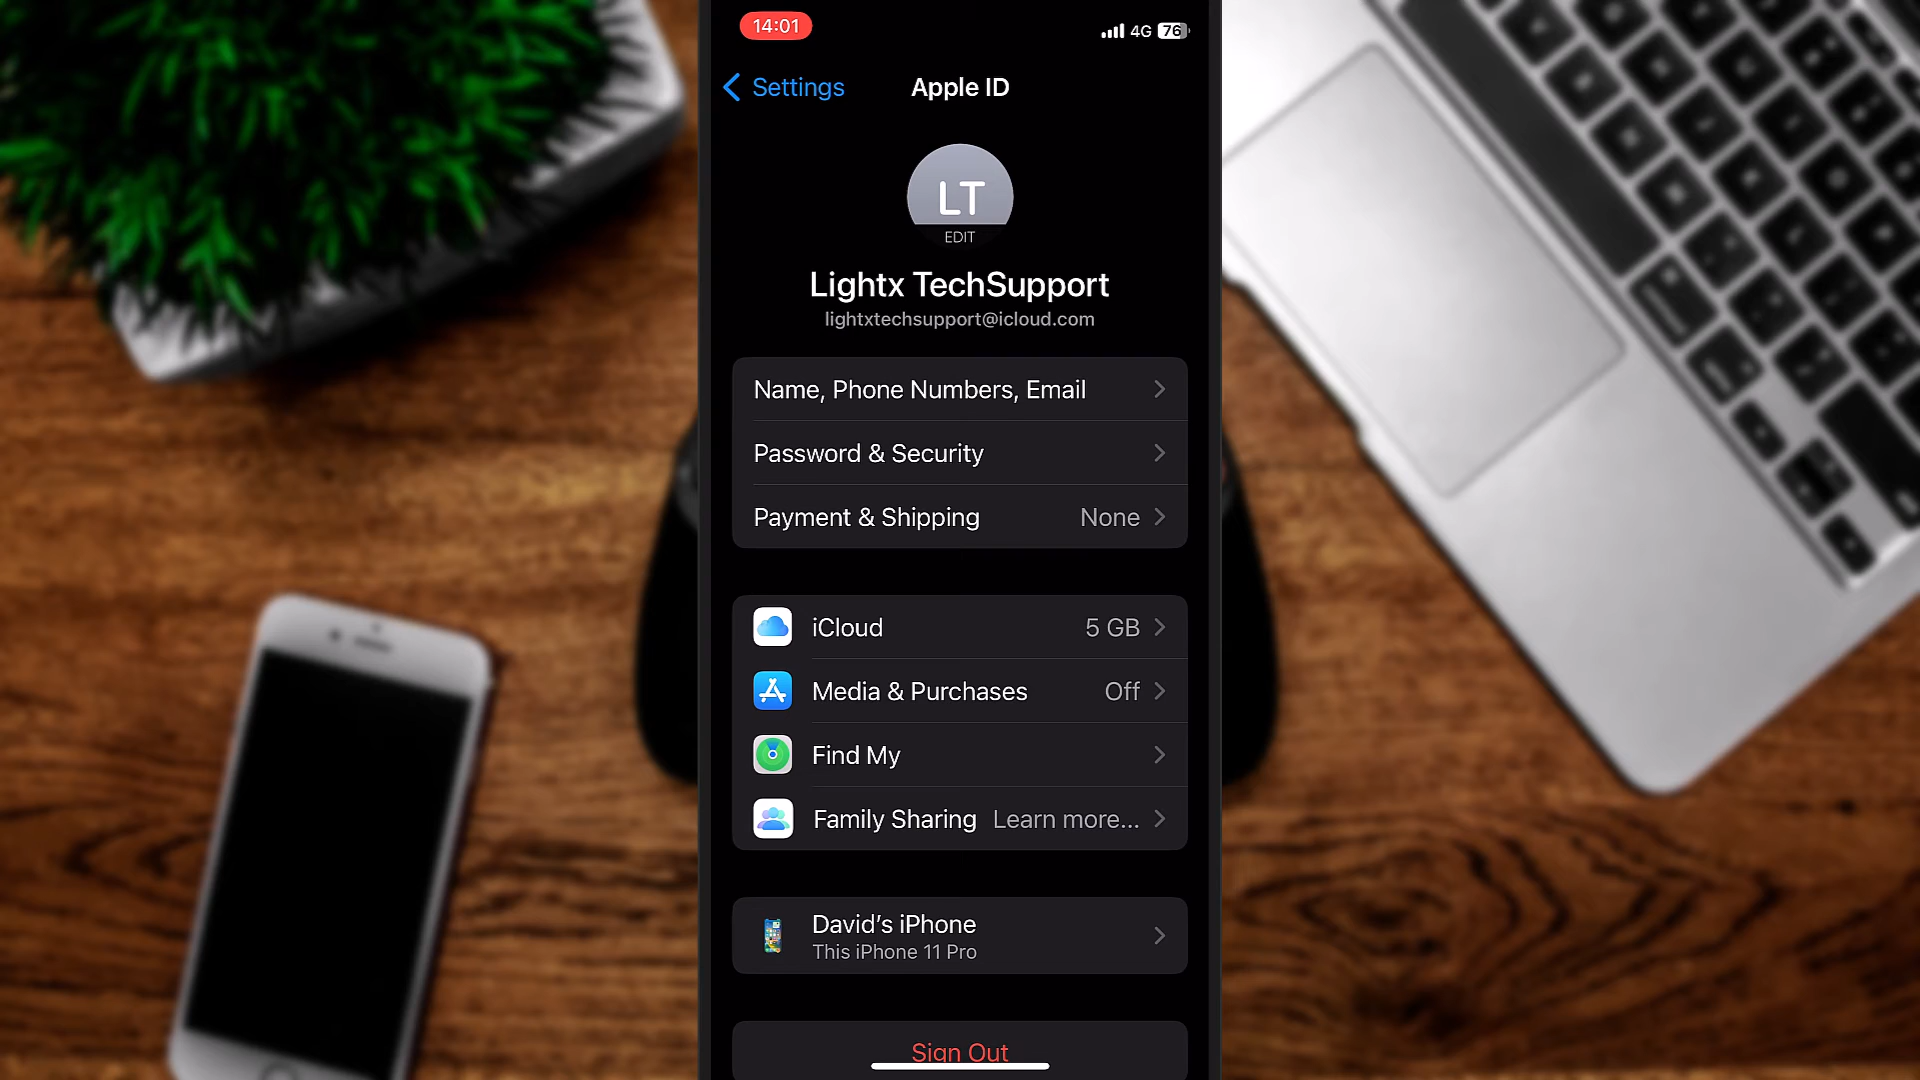 14:01
4G 76
Settings
Apple ID
LT
EDIT
Lightx TechSupport
lightxtechsupport@icloud.com
Name, Phone Numbers, Email
Password & Security
Payment & Shipping None
iCloud 5 GB
Media & Purchases Off
Find My
Family Sharing Learn more...
David's iPhone
This iPhone 11 Pro
Sign Out